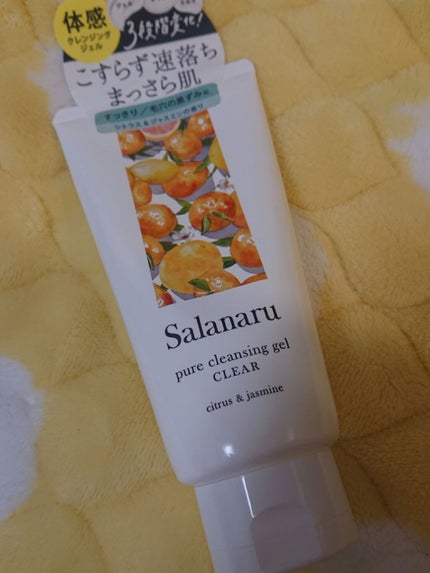 体感
クレンジング
ジェル
3段階変化!
こすらず速落ち
まっさら肌
すっきり/毛穴の黒ずみに
シトラス&ジャスミンの香り
Salanaru
pure cleansing gel
CLEAR
citrus & jasmine